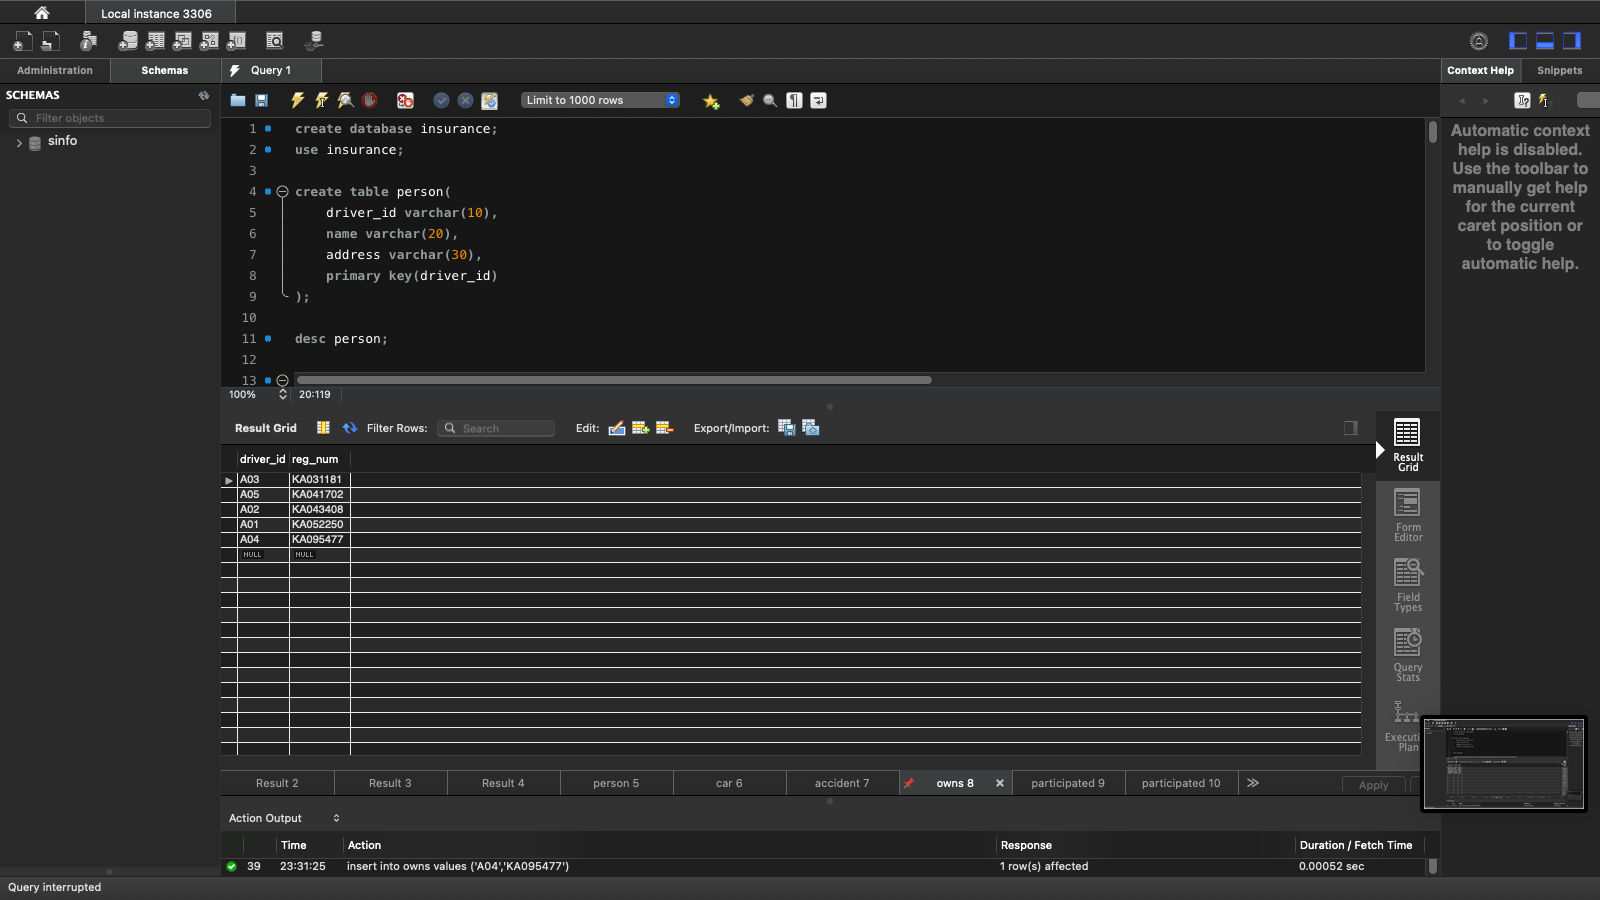 Local instance 3306
Administration
Schemas
Query 1
Context Help
Snippets
SCHEMAS
Filter objects
sinfo
Limit to 1000 rows
1 create database insurance;
2 use insurance;
3
4 create table person(
5 driver_id varchar(10),
6 name varchar(20),
7 address varchar(30),
8 primary key(driver_id)
9 );
10
11 desc person;
12
13
100%
20:119
Automatic context
help is disabled.
Use the toolbar to
manually get help
for the current
caret position or
to toggle
automatic help.
Result Grid
Filter Rows:
Search
Edit:
Export/Import:
driver_id reg_num
A03 KA031181
A05 KA041702
A02 KA043408
A01 KA052250
A04 KA095477
NULL NULL
Result
Grid
Form
Editor
Field
Types
Query
Stats
Executi
Plan
Result 2
Result 3
Result 4
person 5
car 6
accident 7
owns 8
participated 9
participated 10
Apply
Action Output
Time Action Response Duration / Fetch Time
39 23:31:25 insert into owns values ('A04','KA095477') 1 row(s) affected 0.00052 sec
Query interrupted